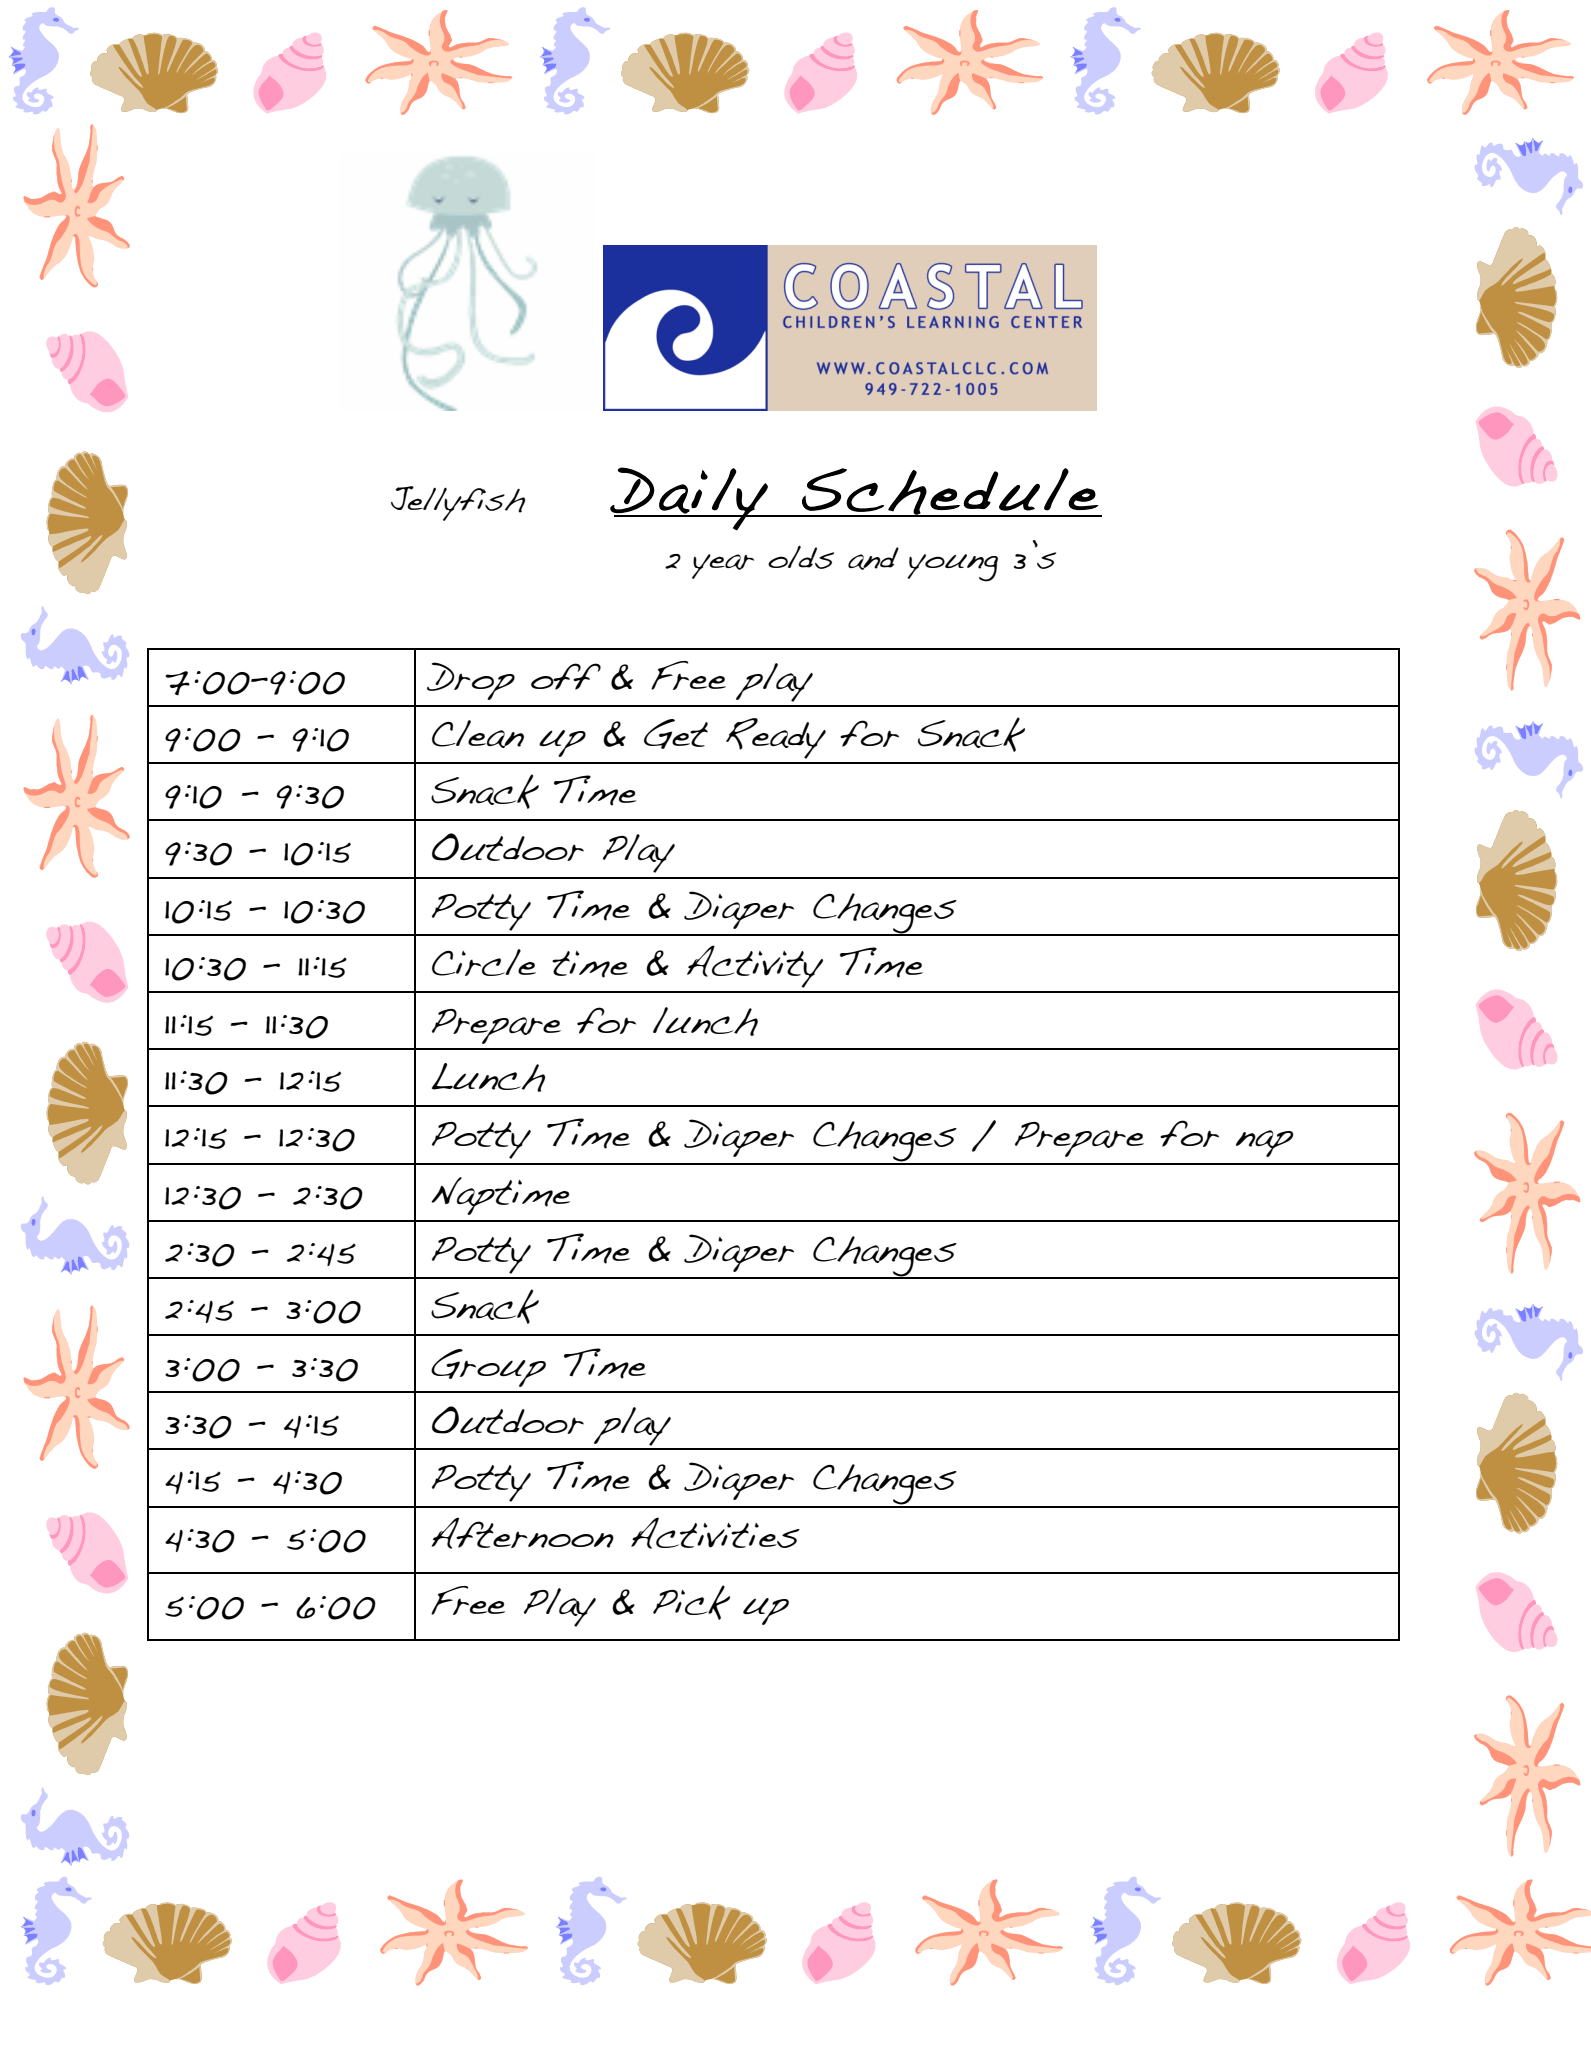 COASTAL
CHILDREN'S LEARNING CENTER
WWW.COASTALCLC.COM
949-722-1005
Jellyfish Daily Schedule
2 year olds and young 3's
7:00-9:00 Drop off & Free play
9:00 - 9:10 Clean up & Get Ready for Snack
9:10 - 9:30 Snack Time
9:30 - 10:15 Outdoor Play
10:15 - 10:30 Potty Time & Diaper Changes
10:30 - 11:15 Circle time & Activity Time
11:15 - 11:30 Prepare for lunch
11:30 - 12:15 Lunch
12:15 - 12:30 Potty Time & Diaper Changes / Prepare for nap
12:30 - 2:30 Naptime
2:30 - 2:45 Potty Time & Diaper Changes
2:45 - 3:00 Snack
3:00 - 3:30 Group Time
3:30 - 4:15 Outdoor play
4:15 - 4:30 Potty Time & Diaper Changes
4:30 - 5:00 Afternoon Activities
5:00 - 6:00 Free Play & Pick up